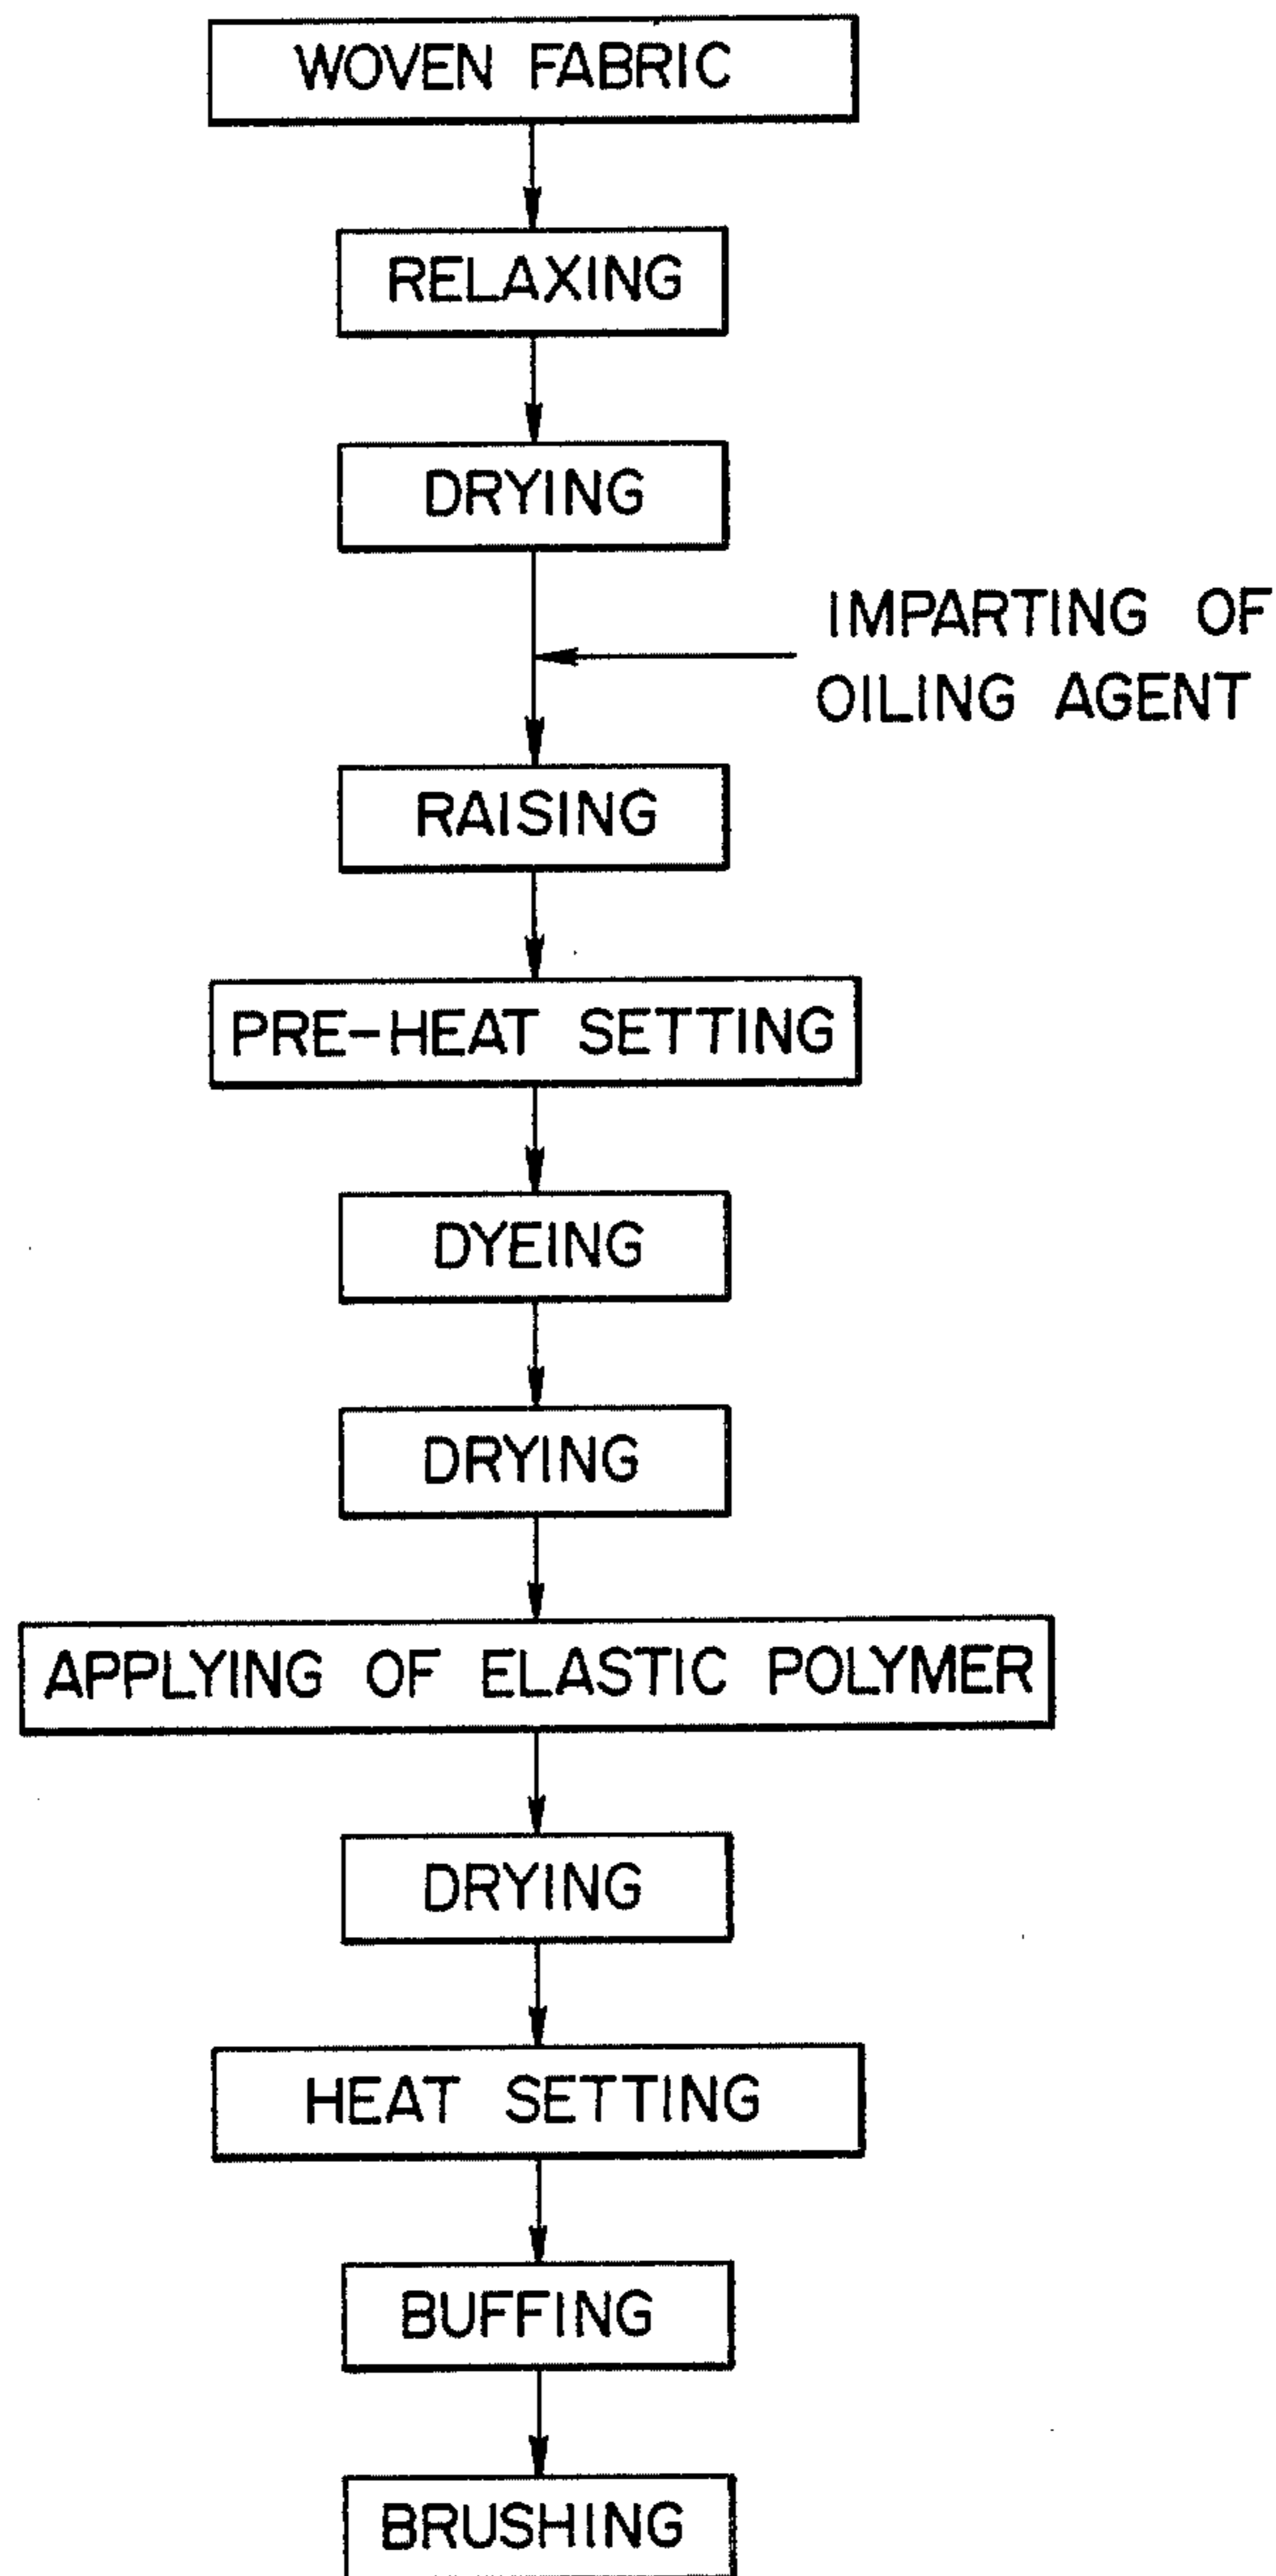 WOVEN FABRIC
RELAXING
DRYING
IMPARTING OF
OILING AGENT
RAISING
PRE-HEAT SETTING
DYEING
DRYING
APPLYING OF ELASTIC POLYMER
DRYING
HEAT SETTING
BUFFING
BRUSHING